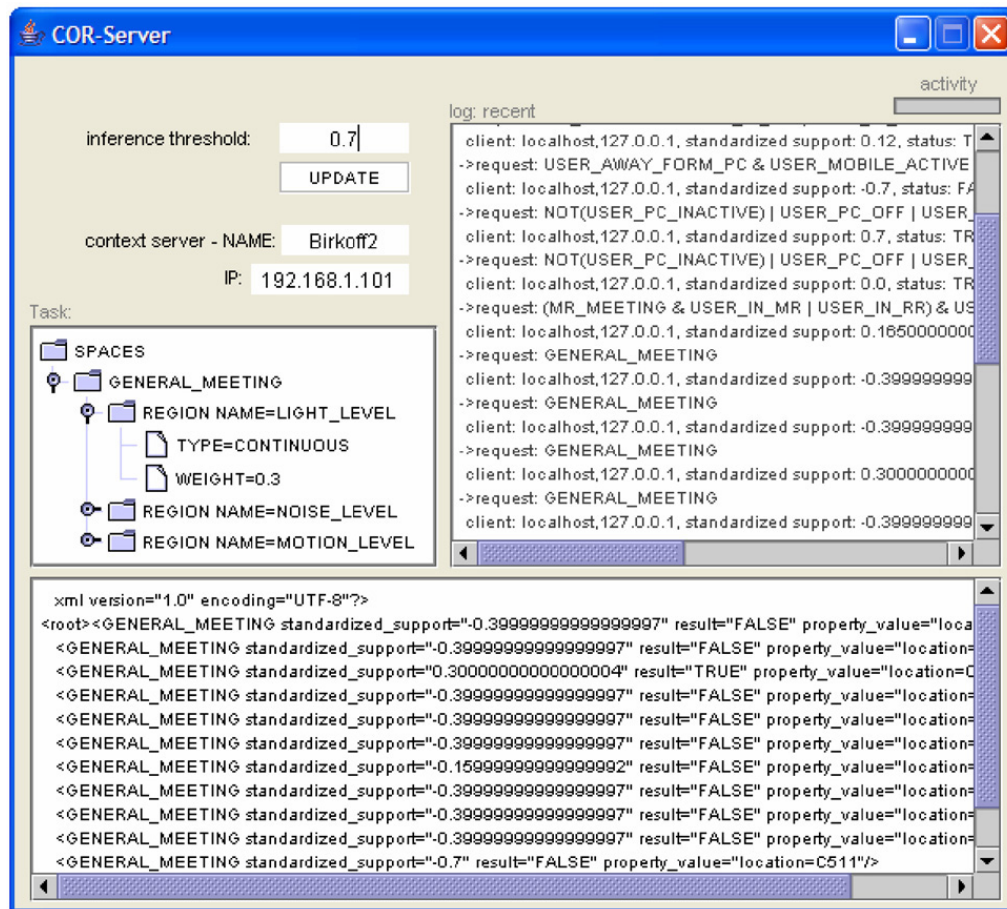 COR-Server
activity
inference threshold: 0.7
UPDATE
context server - NAME: Birkoff2
IP: 192.168.1.101
Task:
SPACES
GENERAL_MEETING
REGION NAME=LIGHT_LEVEL
TYPE=CONTINUOUS
WEIGHT=0.3
REGION NAME=NOISE_LEVEL
REGION NAME=MOTION_LEVEL
log: recent
client: localhost,127.0.0.1, standardized support: 0.12, status: T
->request: USER_AWAY_FORM_PC & USER_MOBILE_ACTIVE
client: localhost,127.0.0.1, standardized support: -0.7, status: FA
->request: NOT(USER_PC_INACTIVE) | USER_PC_OFF | USER_
client: localhost,127.0.0.1, standardized support: 0.7, status: TR
->request: NOT(USER_PC_INACTIVE) | USER_PC_OFF | USER_
client: localhost,127.0.0.1, standardized support: 0.0, status: TR
->request: (MR_MEETING & USER_IN_MR | USER_IN_RR) & US
client: localhost,127.0.0.1, standardized support: 0.1650000000
->request: GENERAL_MEETING
client: localhost,127.0.0.1, standardized support: -0.399999999
->request: GENERAL_MEETING
client: localhost,127.0.0.1, standardized support: -0.399999999
->request: GENERAL_MEETING
client: localhost,127.0.0.1, standardized support: 0.3000000000
->request: GENERAL_MEETING
client: localhost,127.0.0.1, standardized support: -0.399999999
xml version="1.0" encoding="UTF-8"?>
<root><GENERAL_MEETING standardized_support="-0.39999999999999997" result="FALSE" property_value="loca
<GENERAL_MEETING standardized_support="-0.39999999999999997" result="FALSE" property_value="location=
<GENERAL_MEETING standardized_support="0.30000000000000004" result="TRUE" property_value="location=C
<GENERAL_MEETING standardized_support="-0.39999999999999997" result="FALSE" property_value="location=
<GENERAL_MEETING standardized_support="-0.39999999999999997" result="FALSE" property_value="location=
<GENERAL_MEETING standardized_support="-0.39999999999999997" result="FALSE" property_value="location=
<GENERAL_MEETING standardized_support="-0.15999999999999992" result="FALSE" property_value="location=
<GENERAL_MEETING standardized_support="-0.39999999999999997" result="FALSE" property_value="location=
<GENERAL_MEETING standardized_support="-0.39999999999999997" result="FALSE" property_value="location=
<GENERAL_MEETING standardized_support="-0.39999999999999997" result="FALSE" property_value="location=
<GENERAL_MEETING standardized_support="-0.7" result="FALSE" property_value="location=C511"/>